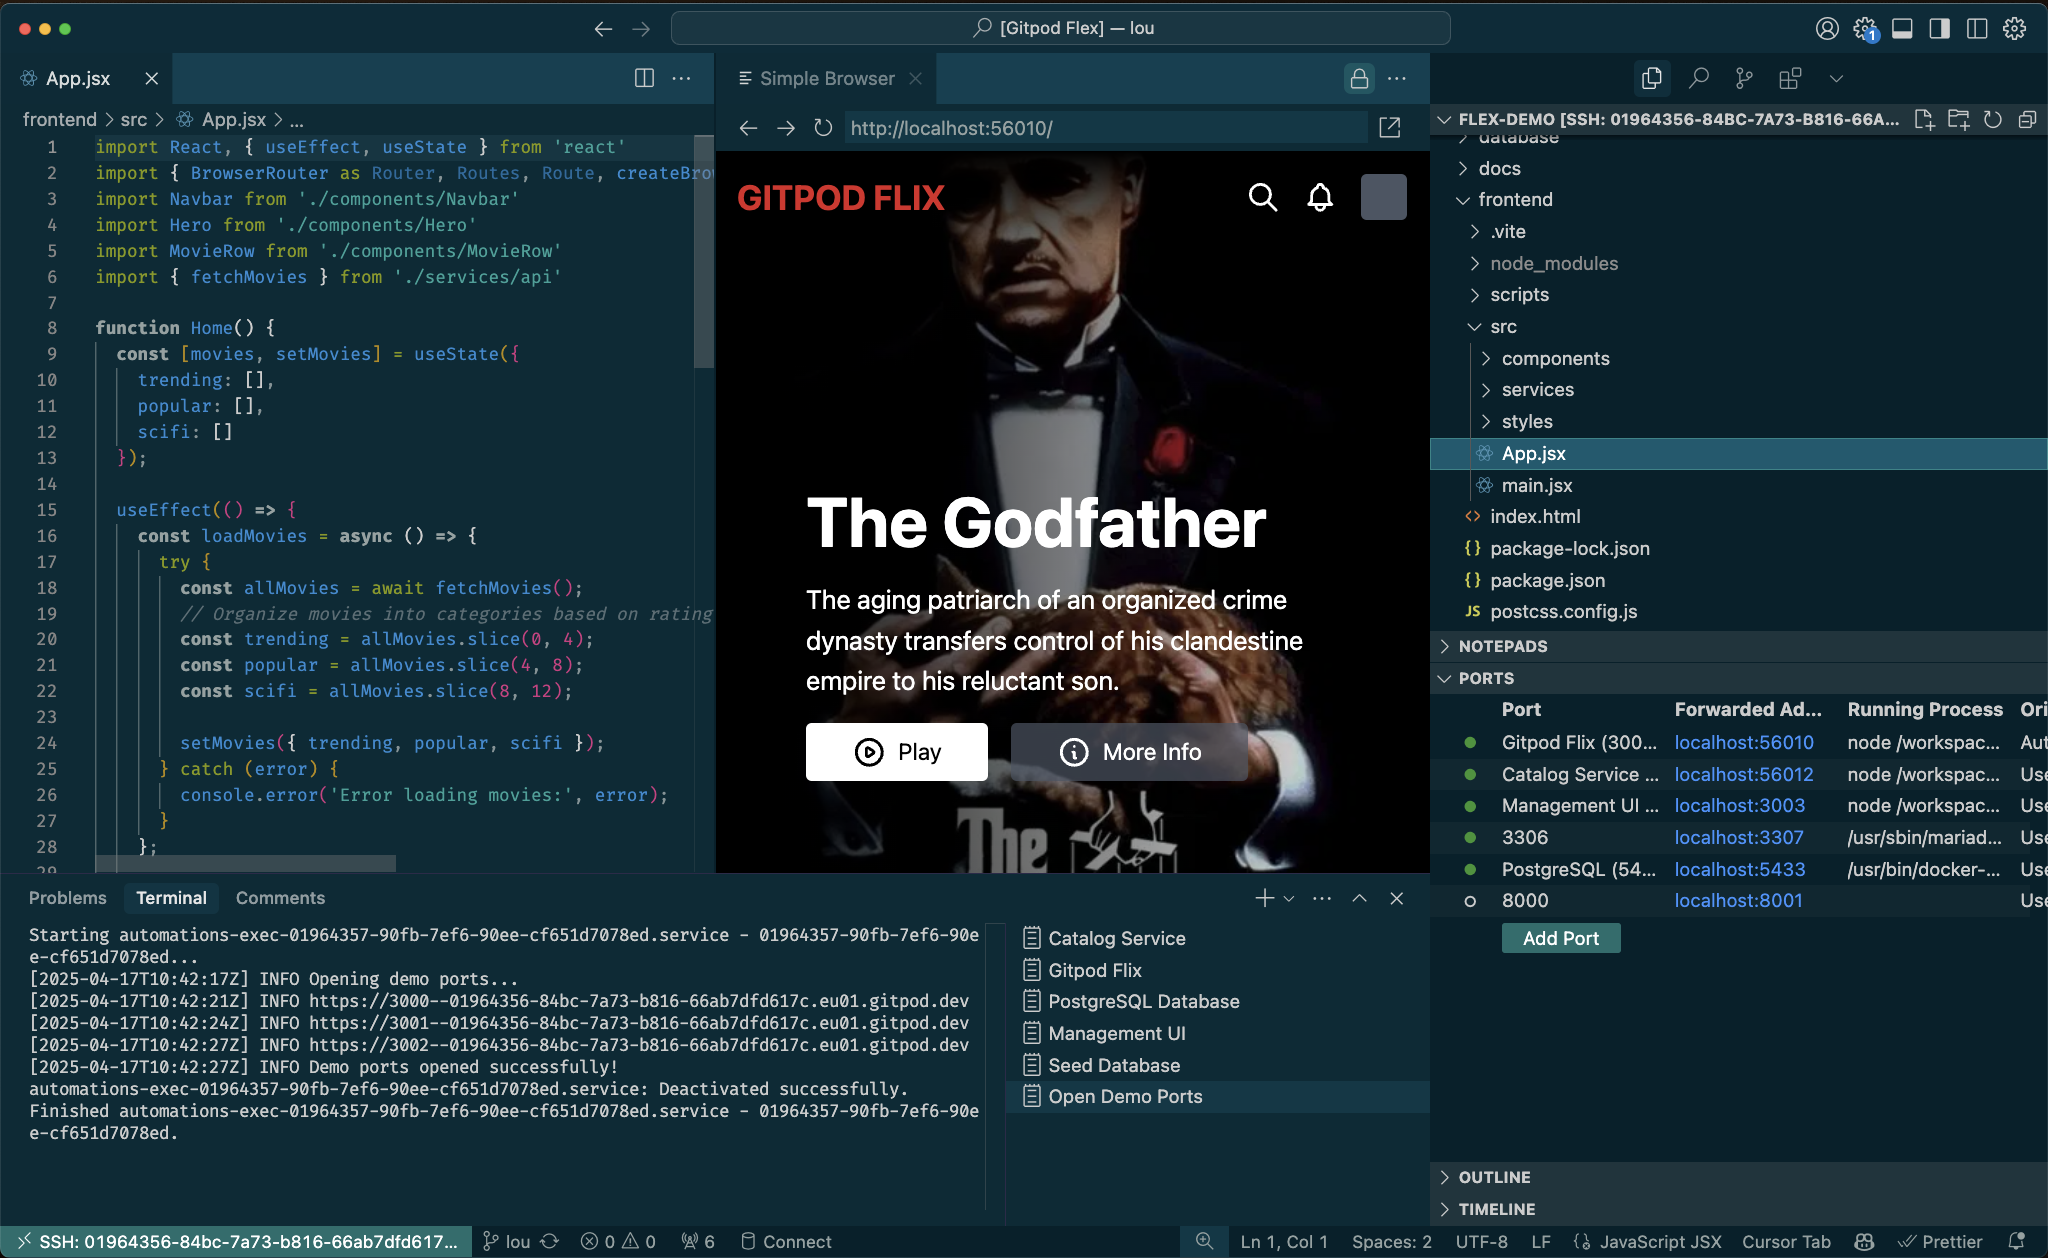 [Gitpod Flex] — lou
1
App.jsx
frontend > src > App.jsx > ...
1 import React, { useEffect, useState } from 'react'
2 import { BrowserRouter as Router, Routes, Route, createBrow
3 import Navbar from './components/Navbar'
4 import Hero from './components/Hero'
5 import MovieRow from './components/MovieRow'
6 import { fetchMovies } from './services/api'
7
8 function Home() {
9 const [movies, setMovies] = useState({
10 trending: [],
11 popular: [],
12 scifi: []
13 });
14
15 useEffect(() => {
16 const loadMovies = async () => {
17 try {
18 const allMovies = await fetchMovies();
19 // Organize movies into categories based on rating
20 const trending = allMovies.slice(0, 4);
21 const popular = allMovies.slice(4, 8);
22 const scifi = allMovies.slice(8, 12);
23
24 setMovies({ trending, popular, scifi });
25 } catch (error) {
26 console.error('Error loading movies:', error);
27 }
28 };
29
Simple Browser
http://localhost:56010/
GITPOD FLIX
The Godfather
The aging patriarch of an organized crime
dynasty transfers control of his clandestine
empire to his reluctant son.
Play
More Info
The
FLEX-DEMO [SSH: 01964356-84BC-7A73-B816-66A...
database
docs
frontend
.vite
node_modules
scripts
src
components
services
styles
App.jsx
main.jsx
index.html
package-lock.json
package.json
JS postcss.config.js
NOTEPADS
PORTS
Port Forwarded Ad... Running Process Ori
Gitpod Flix (300... localhost:56010 node /workspac... Aut
Catalog Service ... localhost:56012 node /workspac... Use
Management UI ... localhost:3003 node /workspac... Use
3306 localhost:3307 /usr/sbin/mariad... Use
PostgreSQL (54... localhost:5433 /usr/bin/docker-... Use
8000 localhost:8001 Use
Add Port
OUTLINE
TIMELINE
Problems Terminal Comments
Starting automations-exec-01964357-90fb-7ef6-90ee-cf651d7078ed.service - 01964357-90fb-7ef6-90e
e-cf651d7078ed...
[2025-04-17T10:42:17Z] INFO Opening demo ports...
[2025-04-17T10:42:21Z] INFO https://3000--01964356-84bc-7a73-b816-66ab7dfd617c.eu01.gitpod.dev
[2025-04-17T10:42:24Z] INFO https://3001--01964356-84bc-7a73-b816-66ab7dfd617c.eu01.gitpod.dev
[2025-04-17T10:42:27Z] INFO https://3002--01964356-84bc-7a73-b816-66ab7dfd617c.eu01.gitpod.dev
[2025-04-17T10:42:27Z] INFO Demo ports opened successfully!
automations-exec-01964357-90fb-7ef6-90ee-cf651d7078ed.service: Deactivated successfully.
Finished automations-exec-01964357-90fb-7ef6-90ee-cf651d7078ed.service - 01964357-90fb-7ef6-90e
e-cf651d7078ed.
Catalog Service
Gitpod Flix
PostgreSQL Database
Management UI
Seed Database
Open Demo Ports
SSH: 01964356-84bc-7a73-b816-66ab7dfd617... lou 0 0 6 Connect Ln 1, Col 1 Spaces: 2 UTF-8 LF JavaScript JSX Cursor Tab Prettier